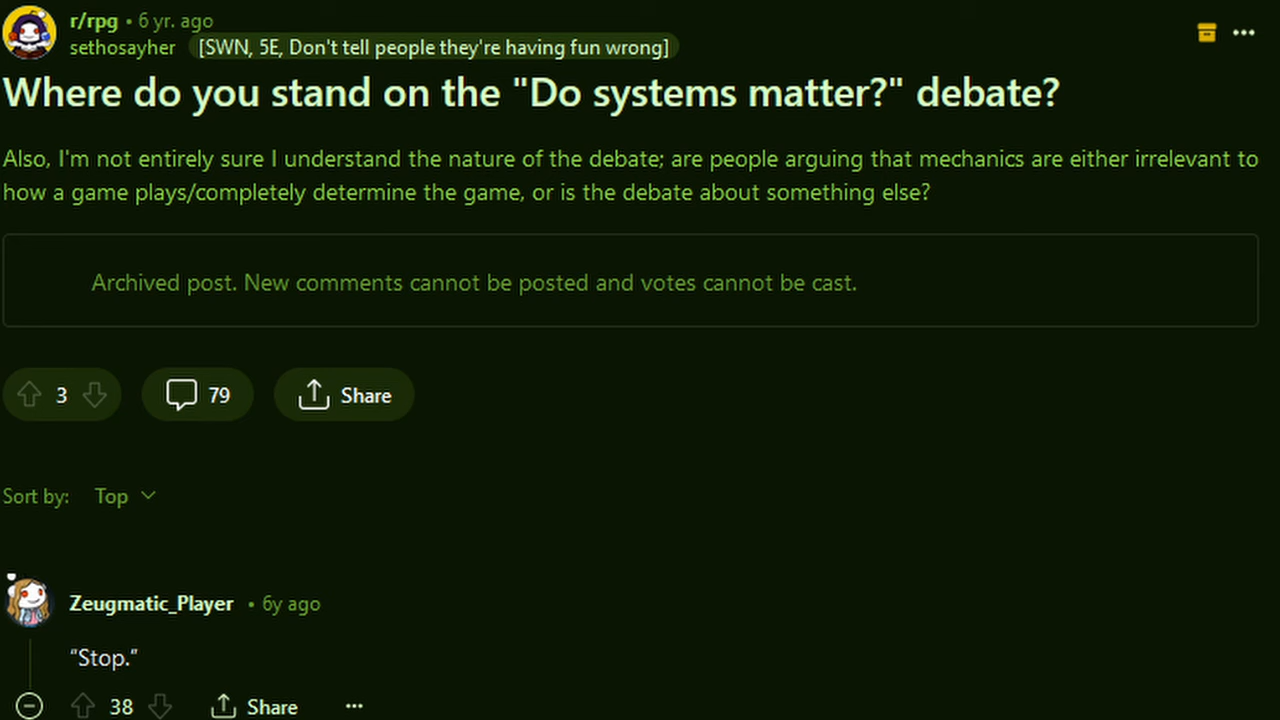 r/rpg • 6 yr. ago
sethosayher [SWN, 5E, Don't tell people they're having fun wrong]
Where do you stand on the "Do systems matter?" debate?
Also, I'm not entirely sure I understand the nature of the debate; are people arguing that mechanics are either irrelevant to
how a game plays/completely determine the game, or is the debate about something else?
Archived post. New comments cannot be posted and votes cannot be cast.
3 79 Share
Sort by: Top
Zeugmatic_Player • 6y ago
“Stop.”
38 Share